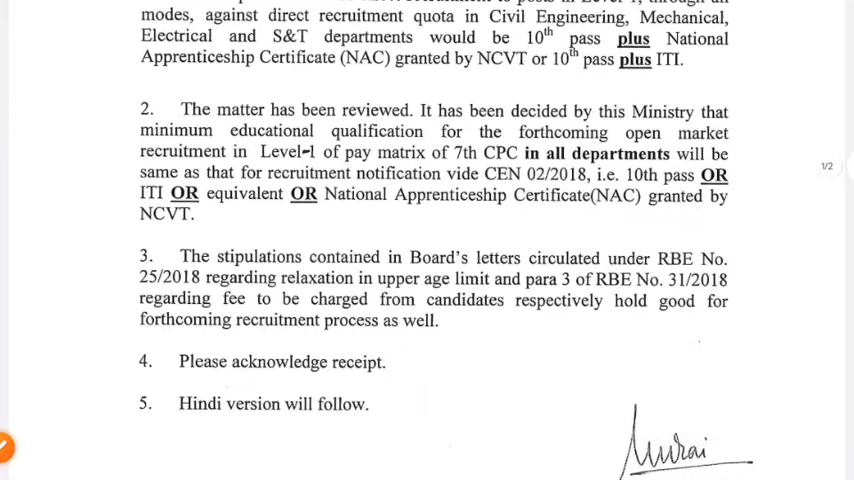 modes, against direct recruitment quota in Civil Engineering, Mechanical,
Electrical and S&T departments would be 10th pass plus National
Apprenticeship Certificate (NAC) granted by NCVT or 10th pass plus ITI.
2. The matter has been reviewed. It has been decided by this Ministry that
minimum educational qualification for the forthcoming open market
recruitment in Level-1 of pay matrix of 7th CPC in all departments will be
same as that for recruitment notification vide CEN 02/2018, i.e. 10th pass OR
ITI OR equivalent OR National Apprenticeship Certificate(NAC) granted by
NCVT.
1/2
3. The stipulations contained in Board's letters circulated under RBE No.
25/2018 regarding relaxation in upper age limit and para 3 of RBE No. 31/2018
regarding fee to be charged from candidates respectively hold good for
forthcoming recruitment process as well.
4. Please acknowledge receipt.
5. Hindi version will follow.